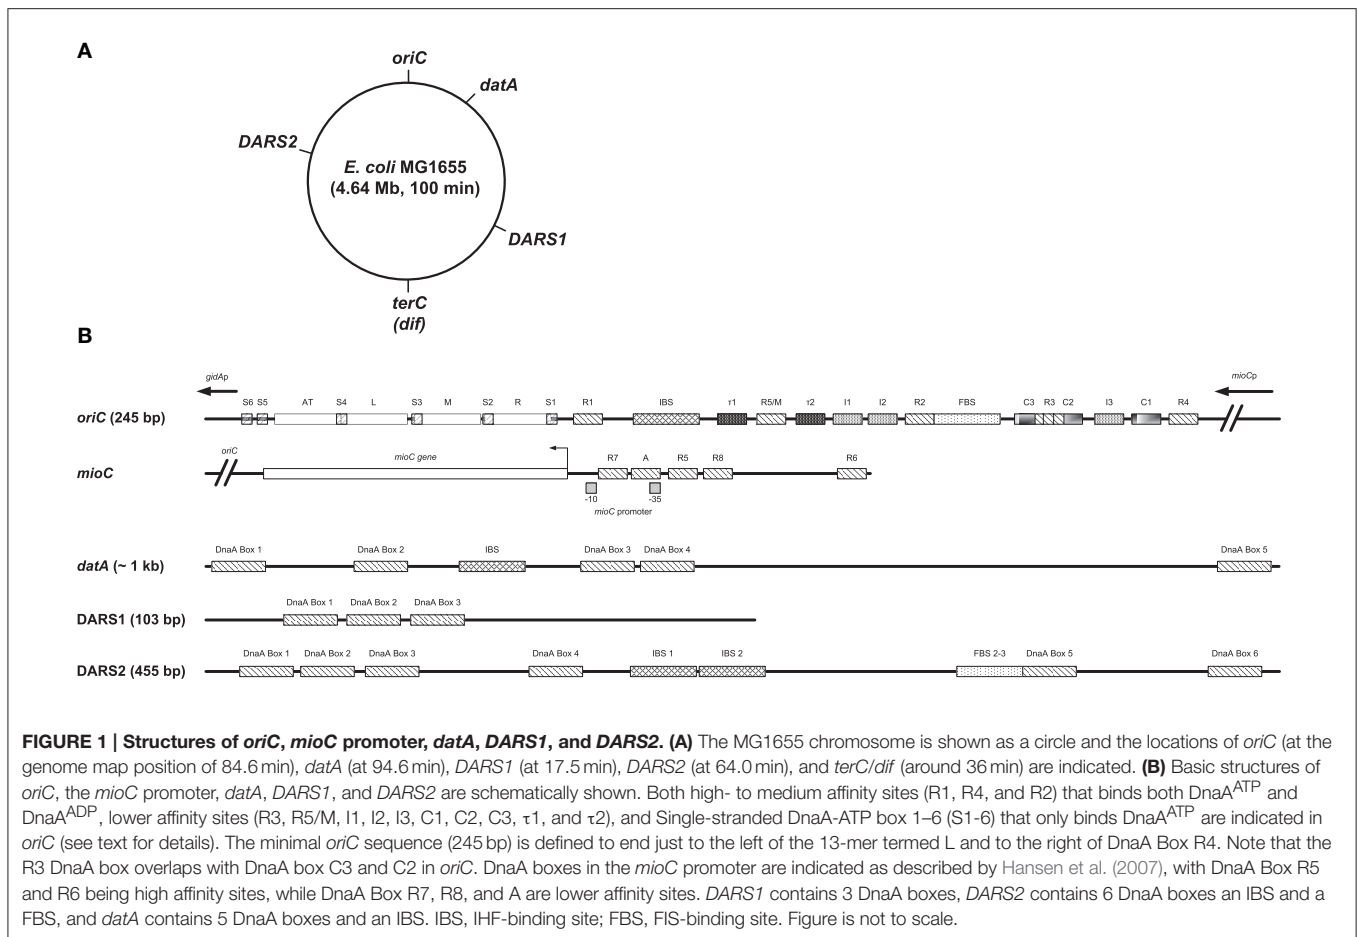 A
oriC
datA
DARS2
E. coli MG1655
(4.64 Mb, 100 min)
DARS1
terC
(dif)
B
gidAp
mioCp
S6 S5 AT S4 L S3 M S2 R S1 R1 IBS τ1 R5/M τ2 I1 I2 R2 FBS C3 R3 C2 I3 C1 R4
oriC (245 bp)
oriC mioC gene R7 A R5 R8 R6
mioC
-10 -35
mioC promoter
DnaA Box 1 DnaA Box 2 IBS DnaA Box 3 DnaA Box 4 DnaA Box 5
datA (~ 1 kb)
DnaA Box 1 DnaA Box 2 DnaA Box 3
DARS1 (103 bp)
DnaA Box 1 DnaA Box 2 DnaA Box 3 DnaA Box 4 IBS 1 IBS 2 FBS 2-3 DnaA Box 5 DnaA Box 6
DARS2 (455 bp)
FIGURE 1 | Structures of oriC, mioC promoter, datA, DARS1, and DARS2. (A) The MG1655 chromosome is shown as a circle and the locations of oriC (at the
genome map position of 84.6 min), datA (at 94.6 min), DARS1 (at 17.5 min), DARS2 (at 64.0 min), and terC/dif (around 36 min) are indicated. (B) Basic structures of
oriC, the mioC promoter, datA, DARS1, and DARS2 are schematically shown. Both high- to medium affinity sites (R1, R4, and R2) that binds both DnaA^ATP and
DnaA^ADP, lower affinity sites (R3, R5/M, I1, I2, I3, C1, C2, C3, τ1, and τ2), and Single-stranded DnaA-ATP box 1–6 (S1-6) that only binds DnaA^ATP are indicated in
oriC (see text for details). The minimal oriC sequence (245 bp) is defined to end just to the left of the 13-mer termed L and to the right of DnaA Box R4. Note that the
R3 DnaA box overlaps with DnaA box C3 and C2 in oriC. DnaA boxes in the mioC promoter are indicated as described by Hansen et al. (2007), with DnaA Box R5
and R6 being high affinity sites, while DnaA Box R7, R8, and A are lower affinity sites. DARS1 contains 3 DnaA boxes, DARS2 contains 6 DnaA boxes an IBS and a
FBS, and datA contains 5 DnaA boxes and an IBS. IBS, IHF-binding site; FBS, FIS-binding site. Figure is not to scale.